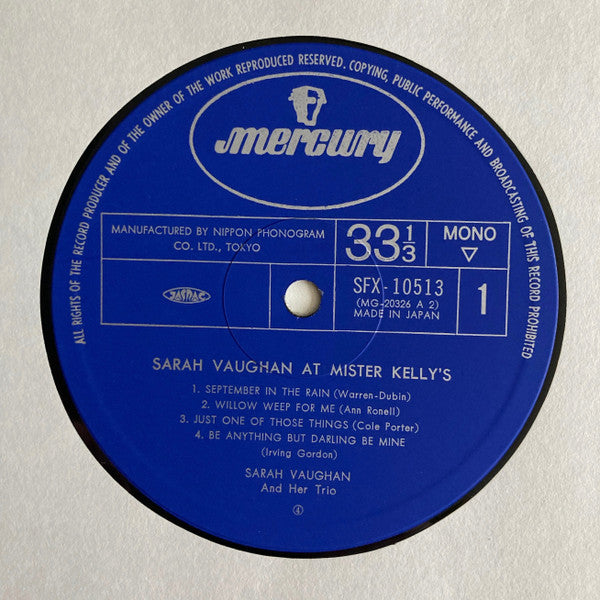 ALL RIGHTS OF THE RECORD PRODUCER AND OF THE OWNER OF THE WORK REPRODUCED RESERVED. COPYING, PUBLIC PERFORMANCE AND BROADCASTING OF THIS RECORD PROHIBITED
mercury
MANUFACTURED BY NIPPON PHONOGRAM
CO. LTD., TOKYO
33⅓
MONO
▽
JASRAC
SFX-10513
(MG-20326 A 2)
MADE IN JAPAN
1
SARAH VAUGHAN AT MISTER KELLY'S
1. SEPTEMBER IN THE RAIN (Warren-Dubin)
2. WILLOW WEEP FOR ME (Ann Ronell)
3. JUST ONE OF THOSE THINGS (Cole Porter)
4. BE ANYTHING BUT DARLING BE MINE
(Irving Gordon)
SARAH VAUGHAN
And Her Trio
④